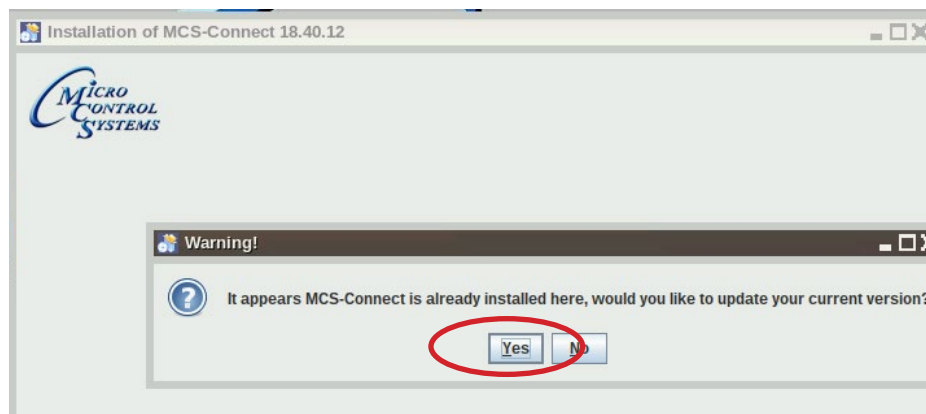 Installation of MCS-Connect 18.40.12
MICRO
CONTROL
SYSTEMS
Warning!
It appears MCS-Connect is already installed here, would you like to update your current version?
Yes No